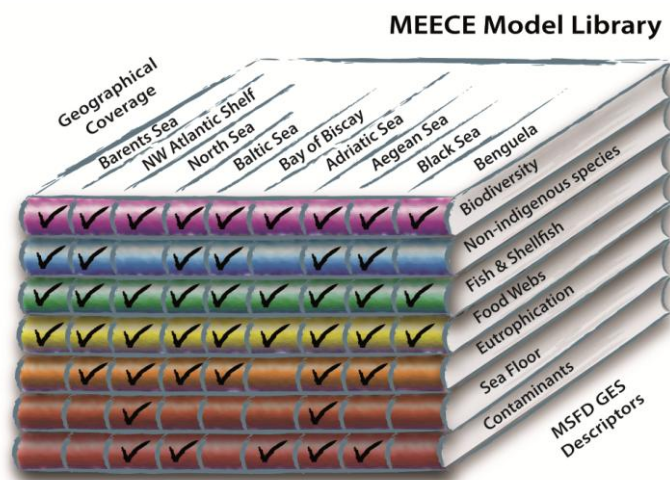 MEECE Model Library
Geographical
Coverage
Barents Sea
NW Atlantic Shelf
North Sea
Baltic Sea
Bay of Biscay
Adriatic Sea
Aegean Sea
Black Sea
Benguela
Biodiversity
Non-indigenous species
Fish & Shellfish
Food Webs
Eutrophication
Sea Floor
Contaminants
MSFD GES
Descriptors